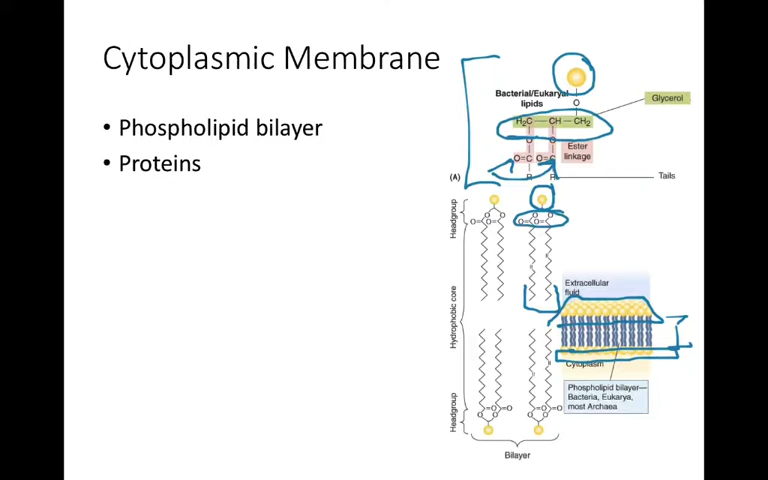 Cytoplasmic Membrane
• Phospholipid bilayer
• Proteins
Bacterial/Eukaryal
lipids
Glycerol
O
H2C — CH — CH2
O O
Ester
linkage
O=C O=C
R R
Tails
(A)
Headgroup
O O O O
O O O O
Hydrophobic core
Extracellular
fluid
Cytoplasm
Phospholipid bilayer—
Bacteria, Eukarya,
most Archaea
Headgroup
O O
O O O O
Bilayer